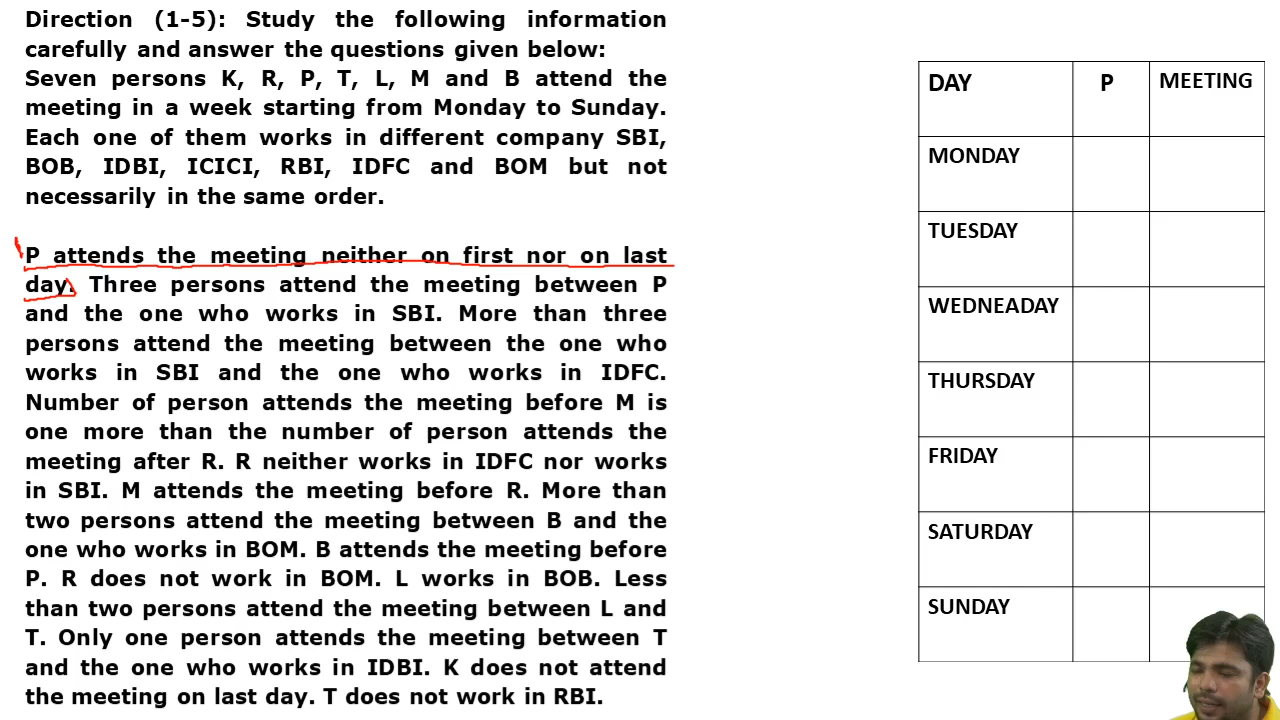 Direction (1-5): Study the following information
carefully and answer the questions given below:
Seven persons K, R, P, T, L, M and B attend the
meeting in a week starting from Monday to Sunday.
Each one of them works in different company SBI,
BOB, IDBI, ICICI, RBI, IDFC and BOM but not
necessarily in the same order.
P attends the meeting neither on first nor on last
day. Three persons attend the meeting between P
and the one who works in SBI. More than three
persons attend the meeting between the one who
works in SBI and the one who works in IDFC.
Number of person attends the meeting before M is
one more than the number of person attends the
meeting after R. R neither works in IDFC nor works
in SBI. M attends the meeting before R. More than
two persons attend the meeting between B and the
one who works in BOM. B attends the meeting before
P. R does not work in BOM. L works in BOB. Less
than two persons attend the meeting between L and
T. Only one person attends the meeting between T
and the one who works in IDBI. K does not attend
the meeting on last day. T does not work in RBI.
DAY P MEETING
MONDAY
TUESDAY
WEDNEADAY
THURSDAY
FRIDAY
SATURDAY
SUNDAY